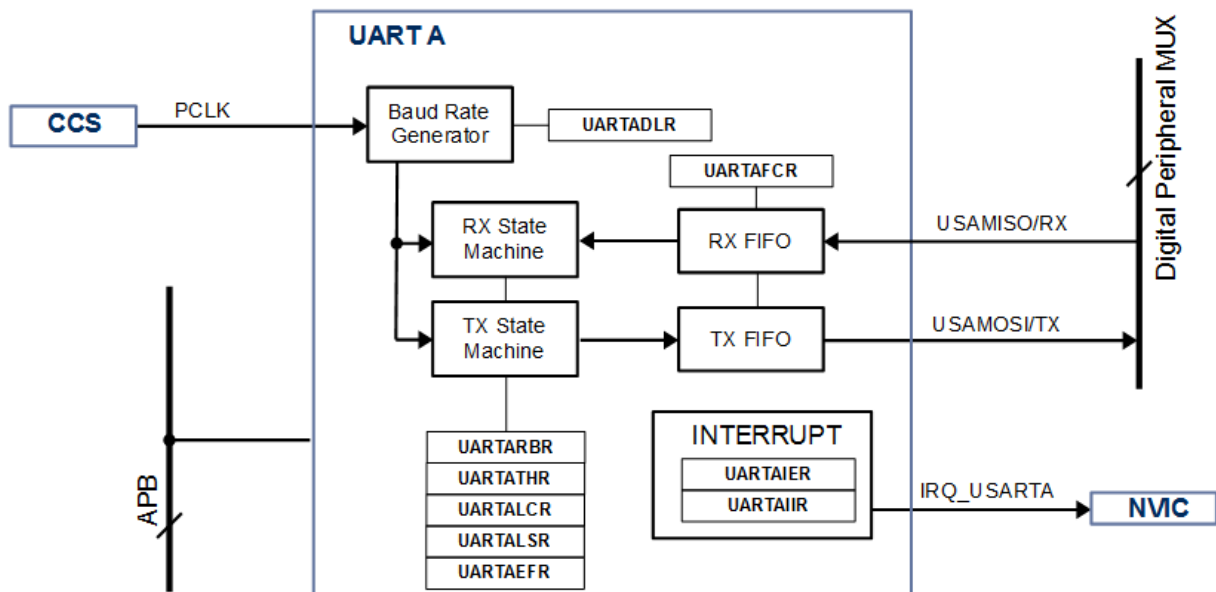 UART A
CCS
PCLK
Baud Rate
Generator
UARTADLR
UARTAFCR
RX State
Machine
RX FIFO
USAMISO/RX
TX State
Machine
TX FIFO
USAMOSI/TX
Digital Peripheral MUX
APB
UARTARBR
UARTATHR
UARTALCR
UARTALSR
UARTAEFR
INTERRUPT
UARTAIER
UARTAIIR
IRQ_USARTA
NVIC